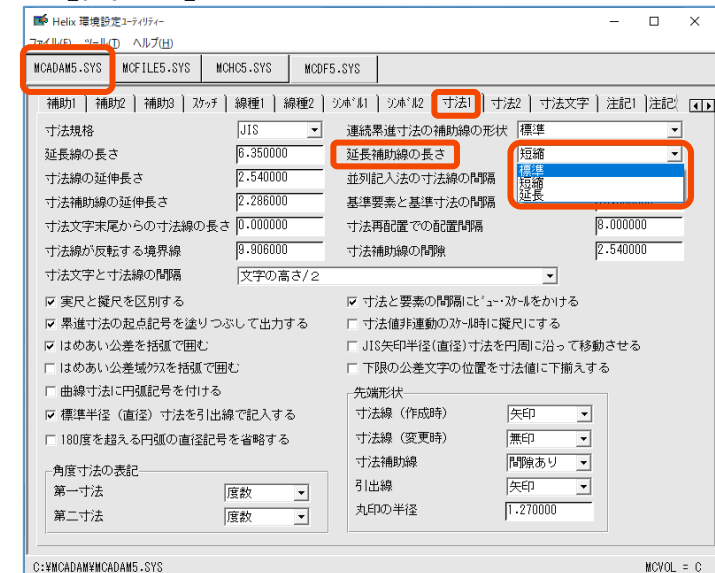 Helix 環境設定ユーティリティー
ファイル(F) ツール(T) ヘルプ(H)
MCADAM5.SYS MCFILE5.SYS MCHC5.SYS MCDF5.SYS
補助1 補助2 補助3 スケッチ 線種1 線種2 シンボル1 シンボル2 寸法1 寸法2 寸法文字 注記1 注記
寸法規格 JIS 連続累進寸法の補助線の形状 標準
延長線の長さ 6.350000 延長補助線の長さ 短縮
寸法線の延伸長さ 2.540000 並列記入法の寸法線の間隔 標準
短縮
寸法補助線の延伸長さ 2.286000 基準要素と基準寸法の間隔 延長
寸法文字末尾からの寸法線の長さ 0.000000 寸法再配置での配置間隔 8.000000
寸法線が反転する境界線 9.906000 寸法補助線の間隙 2.540000
寸法文字と寸法線の間隔 文字の高さ/2
実尺と擬尺を区別する 寸法と要素の間隔にビュー・スケールをかける
累進寸法の起点記号を塗りつぶして出力する 寸法値非連動のスケール時に擬尺にする
はめあい公差を括弧で囲む JIS矢印半径(直径)寸法を円周に沿って移動させる
はめあい公差域クラスを括弧で囲む 下限の公差文字の位置を寸法値に下揃えする
曲線寸法に円弧記号を付ける 先端形状
標準半径（直径）寸法を引出線で記入する 寸法線（作成時） 矢印
180度を超える円弧の直径記号を省略する 寸法線（変更時） 無印
角度寸法の表記 寸法補助線 間隙あり
第一寸法 度数 引出線 矢印
第二寸法 度数 丸印の半径 1.270000
C:¥MCADAM¥MCADAM5.SYS MCVOL = C